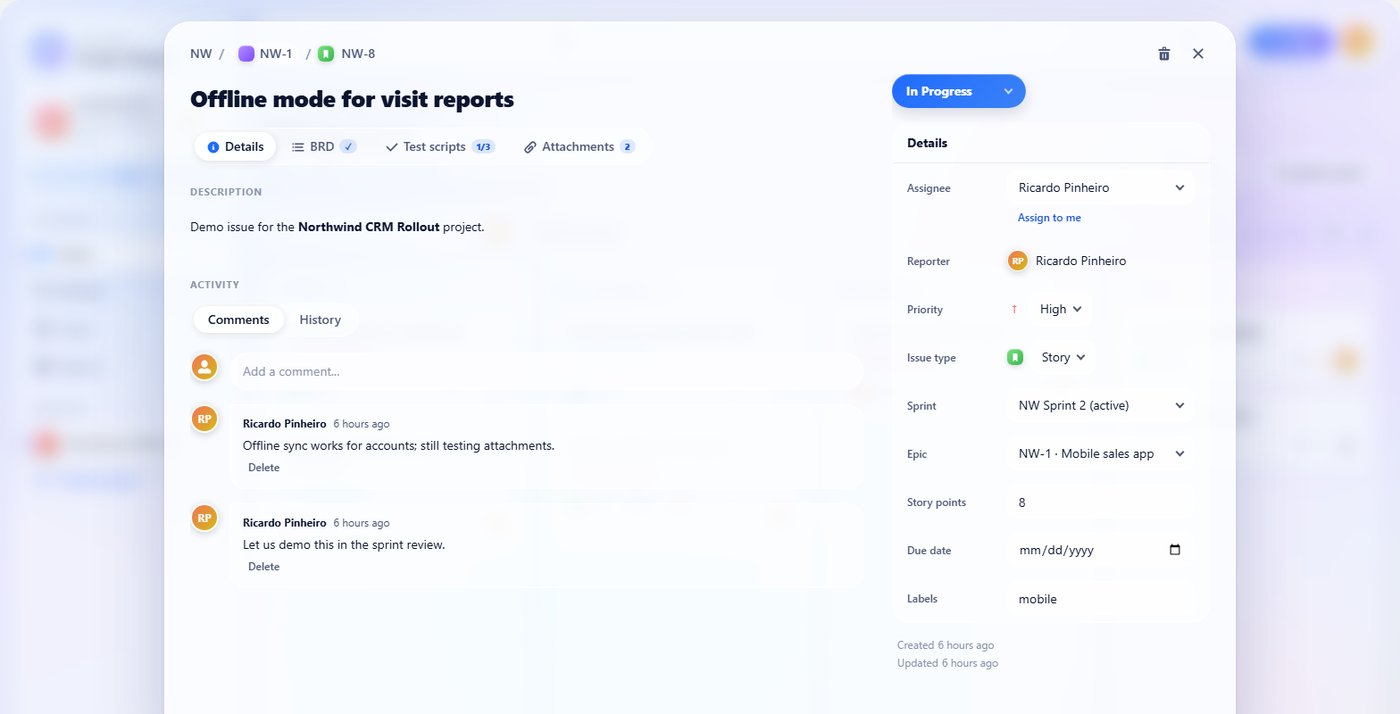 NW / NW-1 / NW-8
Offline mode for visit reports
Details BRD ✓ Test scripts 1/3 Attachments 2
DESCRIPTION
Demo issue for the Northwind CRM Rollout project.
ACTIVITY
Comments History
Add a comment...
RP Ricardo Pinheiro 6 hours ago
Offline sync works for accounts; still testing attachments.
Delete
RP Ricardo Pinheiro 6 hours ago
Let us demo this in the sprint review.
Delete
In Progress
Details
Assignee Ricardo Pinheiro
Assign to me
Reporter RP Ricardo Pinheiro
Priority ↑ High
Issue type Story
Sprint NW Sprint 2 (active)
Epic NW-1 · Mobile sales app
Story points 8
Due date mm/dd/yyyy
Labels mobile
Created 6 hours ago
Updated 6 hours ago